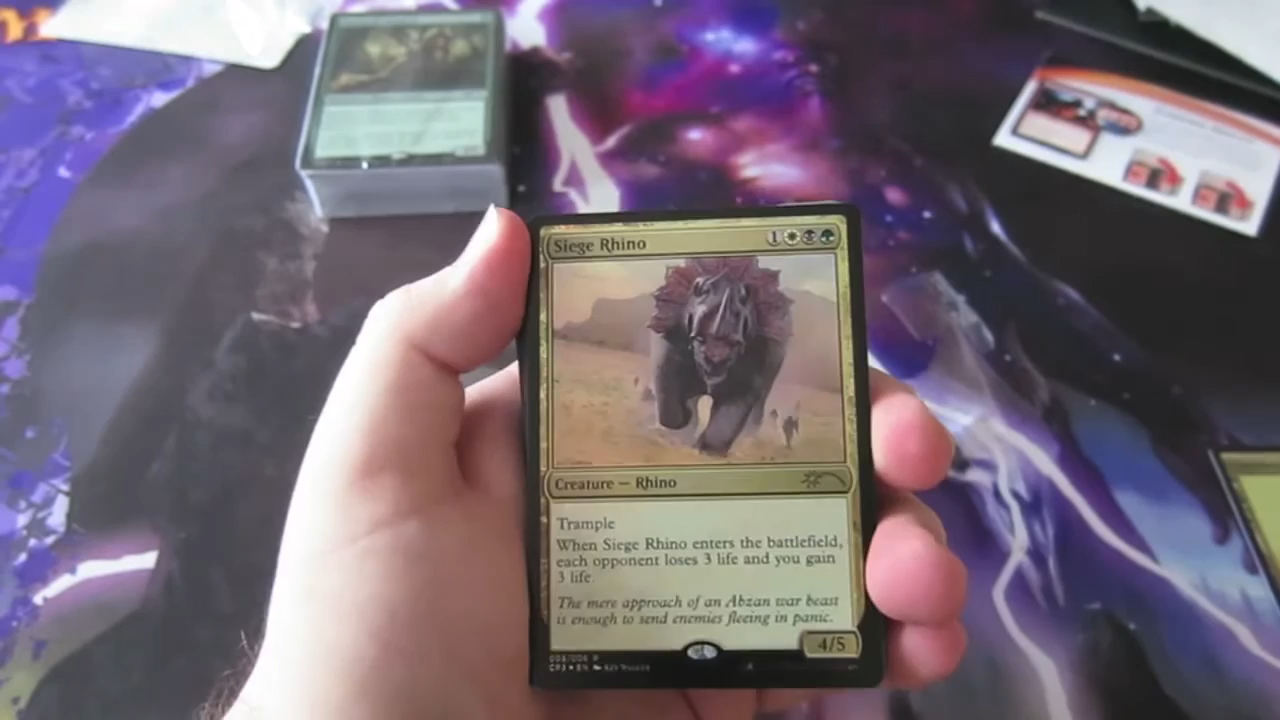 Siege Rhino
1
Creature — Rhino
Trample
When Siege Rhino enters the battlefield,
each opponent loses 3 life and you gain
3 life.
The mere approach of an Abzan war beast
is enough to send enemies fleeing in panic.
4/5